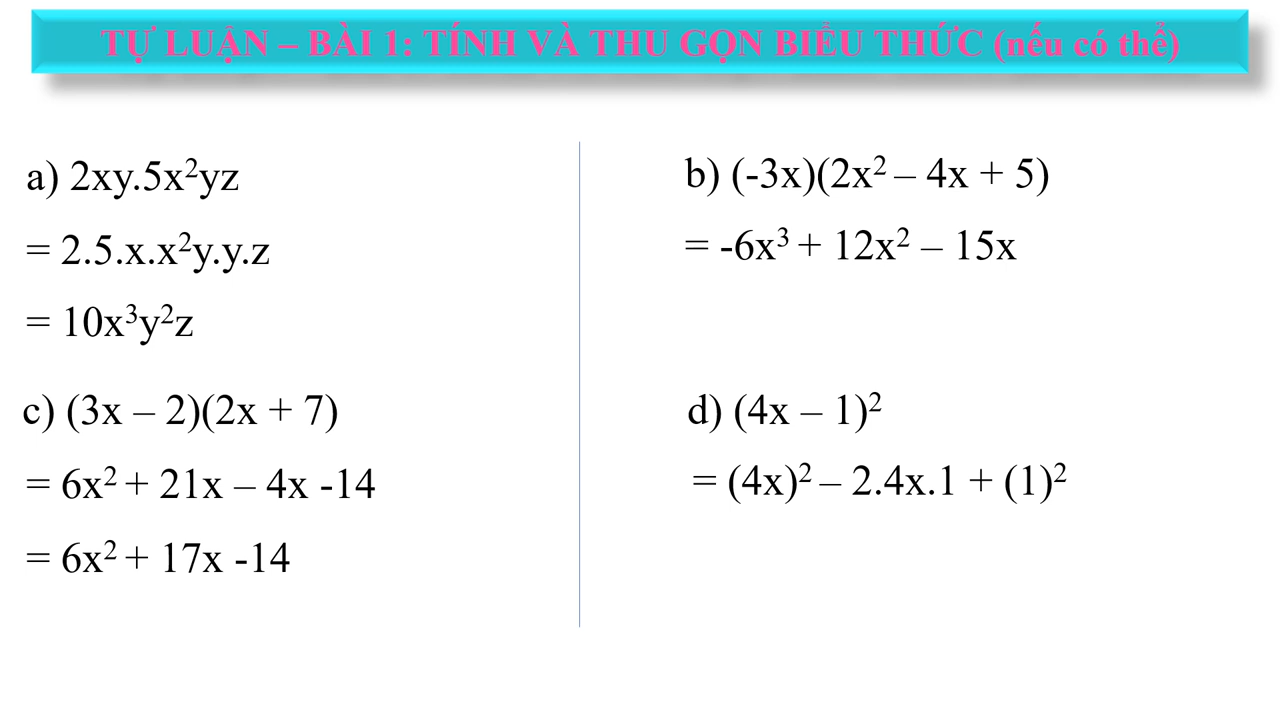 TỰ LUẬN – BÀI 1: TÍNH VÀ THU GỌN BIỂU THỨC (nếu có thể)
a) 2xy.5x²yz
= 2.5.x.x²y.y.z
= 10x³y²z
b) (-3x)(2x² – 4x + 5)
= -6x³ + 12x² – 15x
c) (3x – 2)(2x + 7)
= 6x² + 21x – 4x -14
= 6x² + 17x -14
d) (4x – 1)²
= (4x)² – 2.4x.1 + (1)²